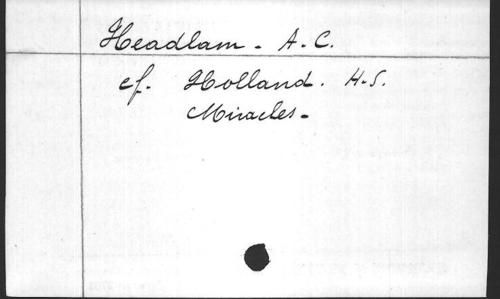 Headlam - A. C.
cf. Holland. H.S.
Miracles -